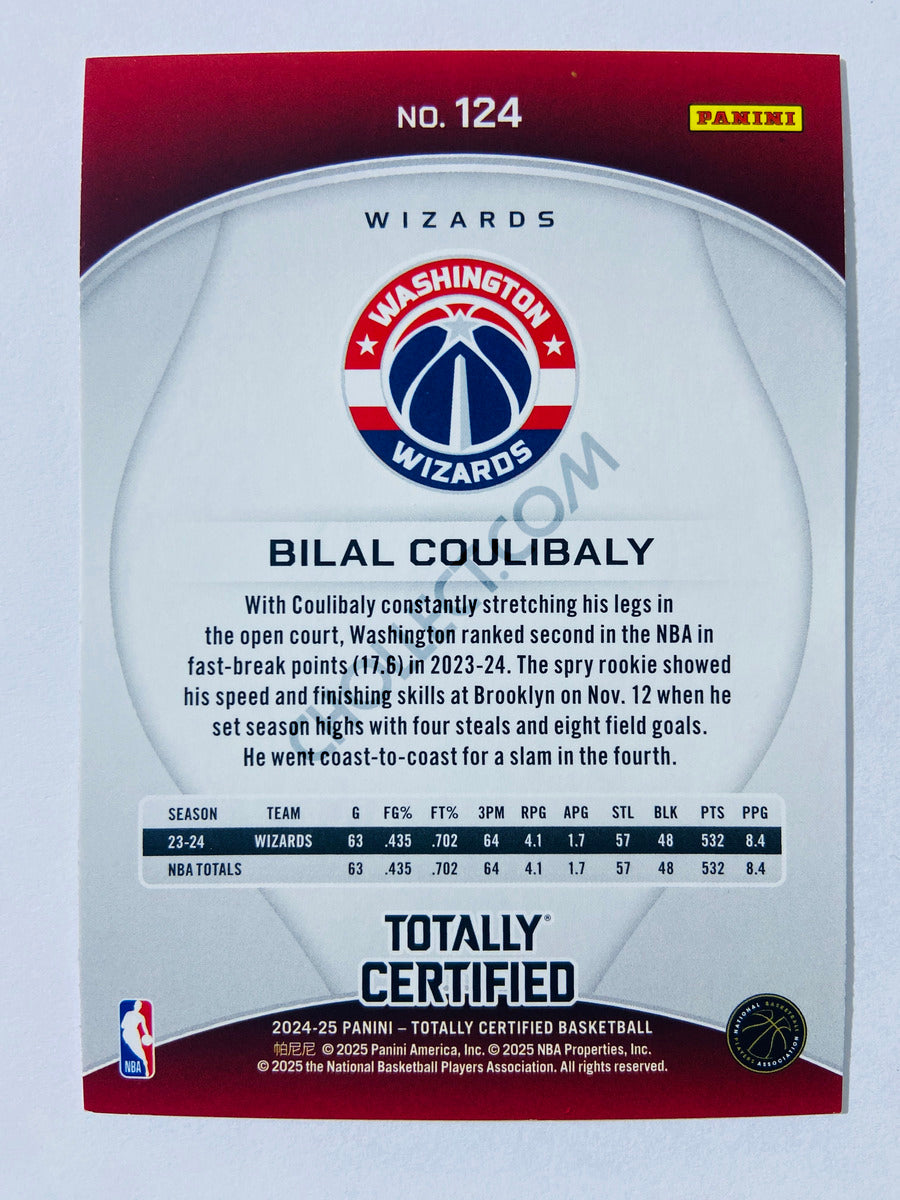 NO. 124
PANINI
WIZARDS
WASHINGTON
WIZARDS
BILAL COULIBALY
With Coulibaly constantly stretching his legs in
the open court, Washington ranked second in the NBA in
fast-break points (17.6) in 2023-24. The spry rookie showed
his speed and finishing skills at Brooklyn on Nov. 12 when he
set season highs with four steals and eight field goals.
He went coast-to-coast for a slam in the fourth.
CHOLLECT.COM
SEASON TEAM G FG% FT% 3PM RPG APG STL BLK PTS PPG
23-24 WIZARDS 63 .435 .702 64 4.1 1.7 57 48 532 8.4
NBA TOTALS 63 .435 .702 64 4.1 1.7 57 48 532 8.4
TOTALLY®
CERTIFIED
2024-25 PANINI – TOTALLY CERTIFIED BASKETBALL
帕尼尼 © 2025 Panini America, Inc. © 2025 NBA Properties, Inc.
© 2025 the National Basketball Players Association. All rights reserved.
NBA
NATIONAL BASKETBALL
PLAYERS ASSOCIATION